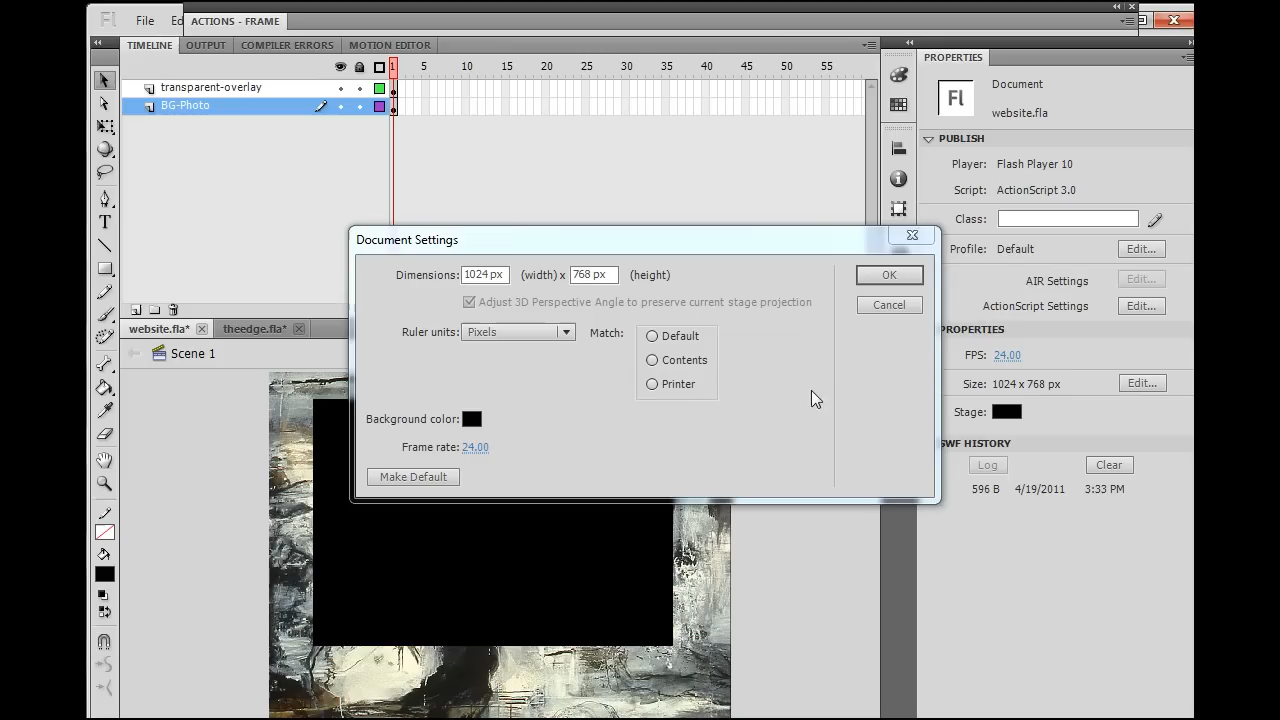 Fl File Ed ACTIONS - FRAME
TIMELINE OUTPUT COMPILER ERRORS MOTION EDITOR
1 5 10 15 20 25 30 35 40 45 50 55
transparent-overlay
BG-Photo
website.fla* theedge.fla*
Scene 1
T
Document Settings
Dimensions: 1024 px (width) x 768 px (height)
Adjust 3D Perspective Angle to preserve current stage projection
Ruler units: Pixels Match: Default
Contents
Printer
Background color:
Frame rate: 24.00
Make Default
OK
Cancel
PROPERTIES
Fl Document
website.fla
PUBLISH
Player: Flash Player 10
Script: ActionScript 3.0
Class:
Profile: Default Edit...
AIR Settings Edit...
ActionScript Settings Edit...
PROPERTIES
FPS: 24.00
Size: 1024 x 768 px Edit...
Stage:
SWF HISTORY
Log Clear
596 B 4/19/2011 3:33 PM